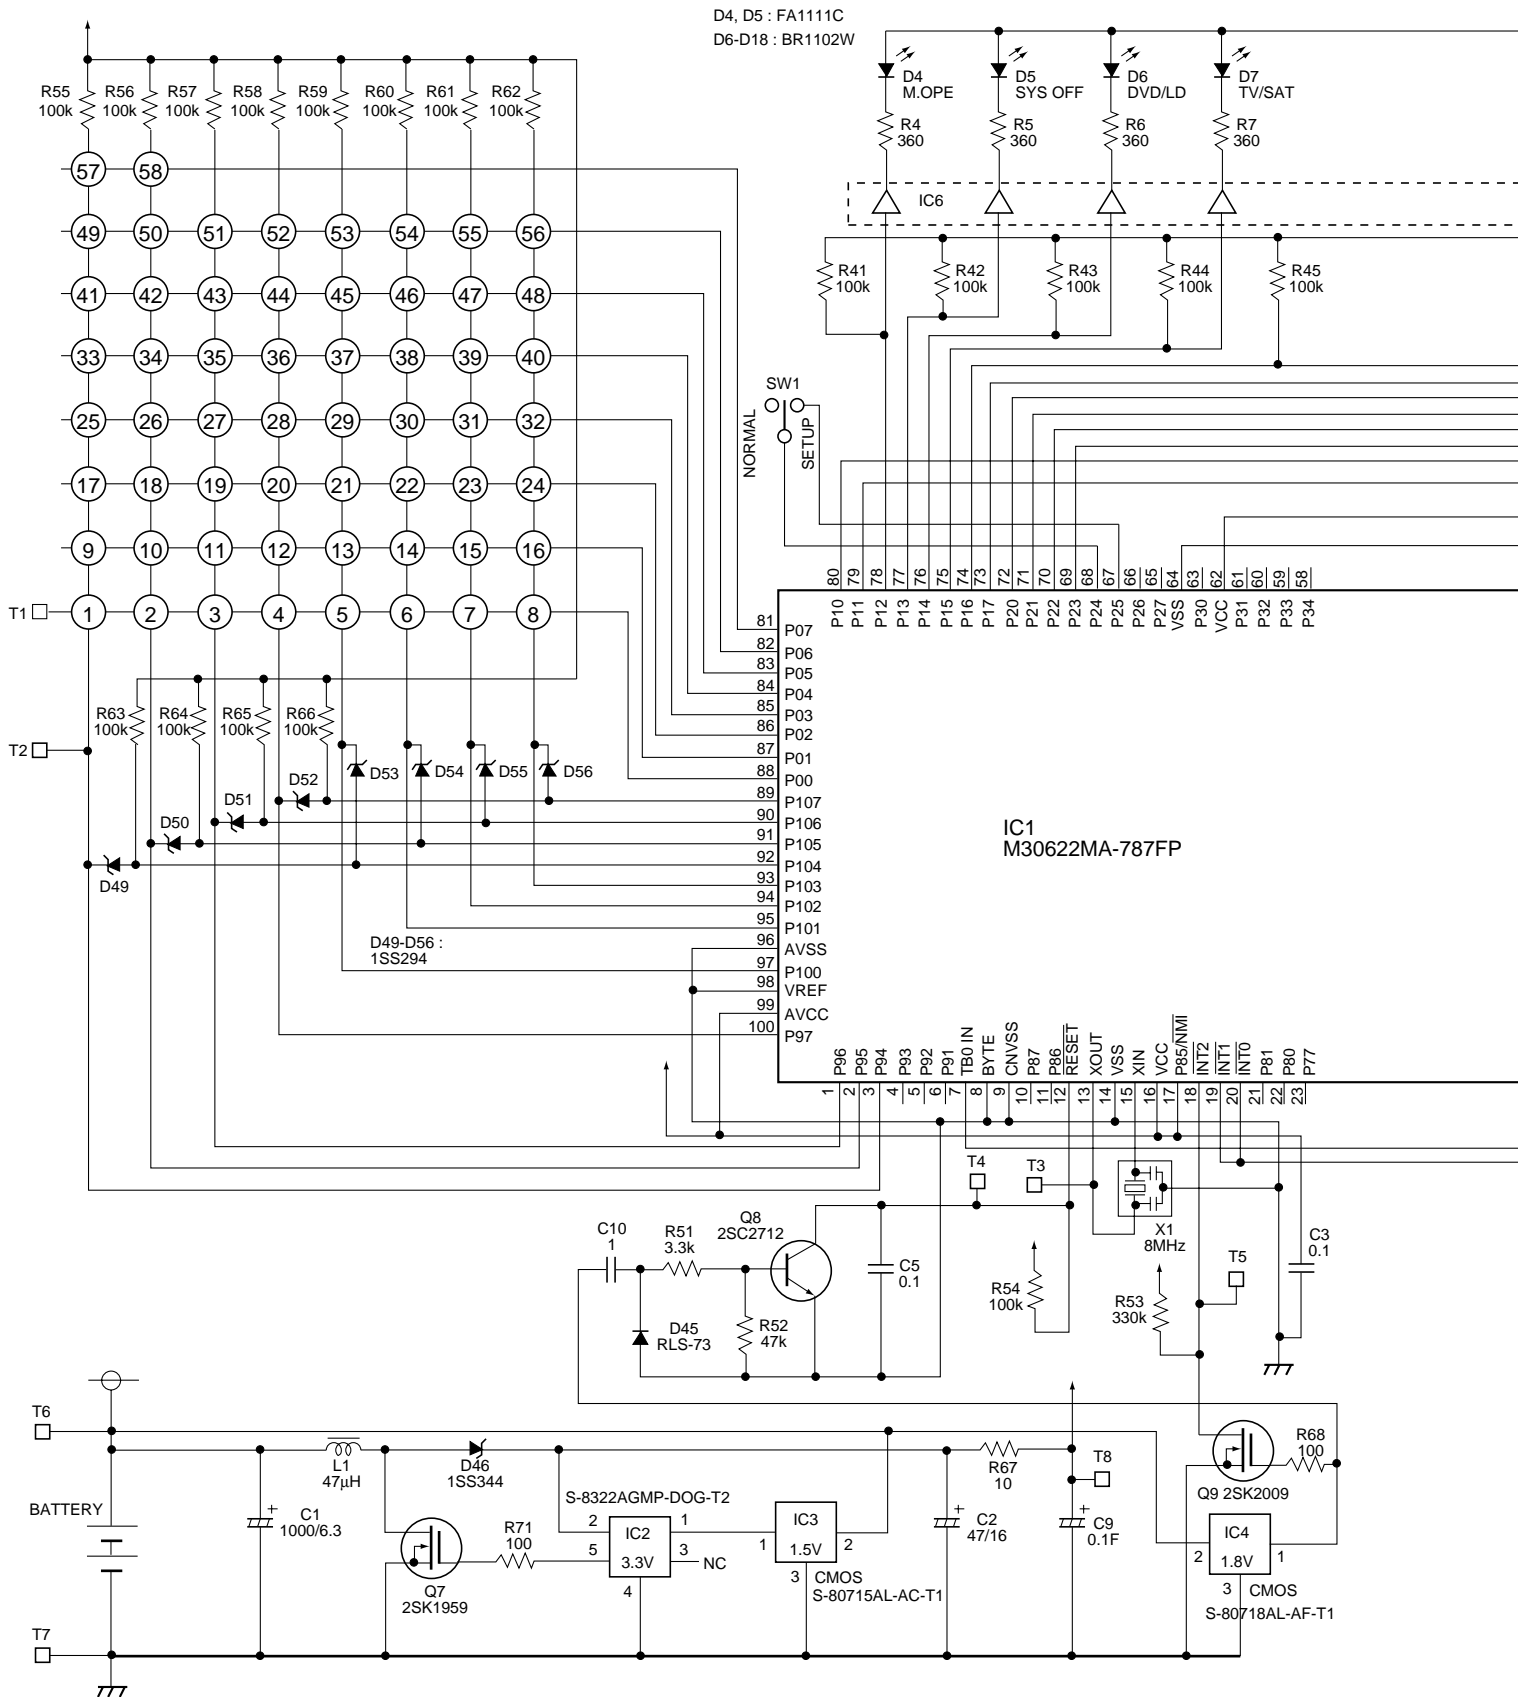 D4, D5 : FA1111C
D6-D18 : BR1102W
D4
M.OPE
D5
SYS OFF
D6
DVD/LD
D7
TV/SAT
R55 R56 R57 R58 R59 R60 R61 R62
100k 100k 100k 100k 100k 100k 100k 100k
R4
360
R5
360
R6
360
R7
360
IC6
57 58
49 50 51 52 53 54 55 56
41 42 43 44 45 46 47 48
33 34 35 36 37 38 39 40
25 26 27 28 29 30 31 32
17 18 19 20 21 22 23 24
9 10 11 12 13 14 15 16
T1 1 2 3 4 5 6 7 8
R41
100k
R42
100k
R43
100k
R44
100k
R45
100k
SW1
NORMAL
SETUP
80 79 78 77 76 75 74 73 72 71 70 69 68 67 66 65 64 63 62 61 60 59 58
P10 P11 P12 P13 P14 P15 P16 P17 P20 P21 P22 P23 P24 P25 P26 P27 VSS P30 VCC P31 P32 P33 P34
81 P07
82 P06
83 P05
84 P04
85 P03
86 P02
87 P01
88 P00
89 P107
90 P106
91 P105
92 P104
93 P103
94 P102
95 P101
96 AVSS
97 P100
98 VREF
99 AVCC
100 P97
R63
100k
R64
100k
R65
100k
R66
100k
T2
D53 D54 D55 D56
D52
D51
D50
D49
D49-D56 :
1SS294
IC1
M30622MA-787FP
P96 P95 P94 P93 P92 P91 TB0 IN BYTE CNVSS P87 P86 RESET XOUT VSS XIN VCC P85/NMI INT2 INT1 INT0 P81 P80 P77
1 2 3 4 5 6 7 8 9 10 11 12 13 14 15 16 17 18 19 20 21 22 23
T4
T3
X1
8MHz
C10
1
R51
3.3k
Q8
2SC2712
C5
0.1
R54
100k
R53
330k
T5
C3
0.1
D45
RLS-73
R52
47k
T6
L1
47µH
D46
1SS344
R67
10
T8
R68
100
Q9 2SK2009
BATTERY
C1
1000/6.3
S-8322AGMP-DOG-T2
R71
100
2 IC2 1
5 3.3V 3 NC
4
IC3
1 1.5V 2
3 CMOS
S-80715AL-AC-T1
C2
47/16
C9
0.1F
IC4
2 1.8V 1
3 CMOS
S-80718AL-AF-T1
Q7
2SK1959
T7